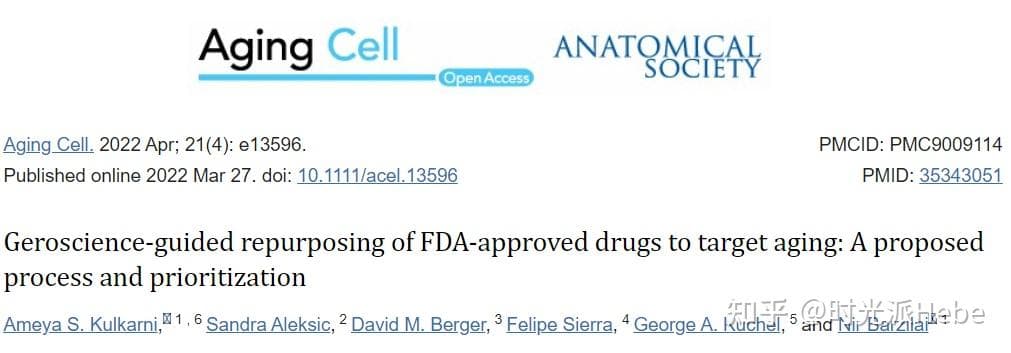 Aging Cell
Open Access
ANATOMICAL
SOCIETY
Aging Cell. 2022 Apr; 21(4): e13596.
PMCID: PMC9009114
Published online 2022 Mar 27. doi: 10.1111/acel.13596
PMID: 35343051
Geroscience-guided repurposing of FDA-approved drugs to target aging: A proposed
process and prioritization
Ameya S. Kulkarni, 1 , 6 Sandra Aleksic, 2 David M. Berger, 3 Felipe Sierra, 4 George A. Kuchel, 5 and Nir Barzilai 1
知乎 @时光派Hebe